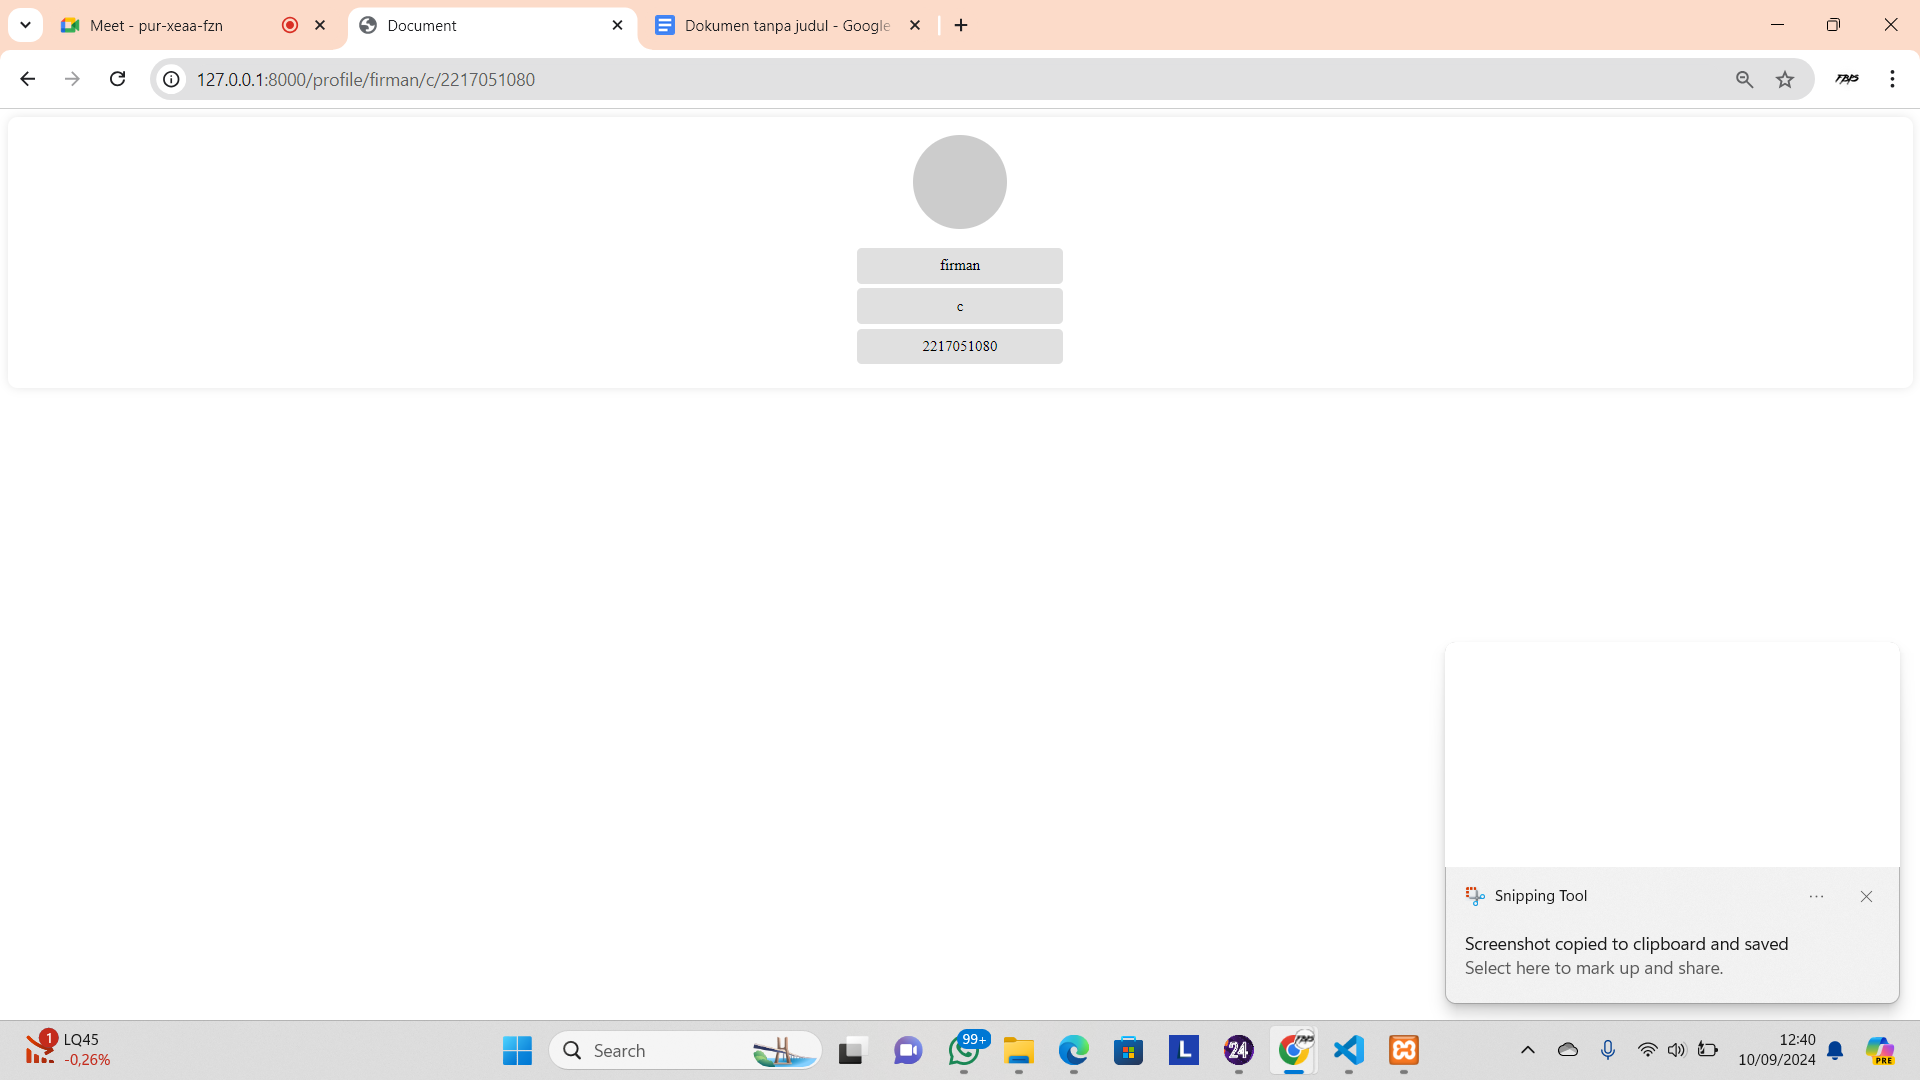 Meet - pur-xeaa-fzn
Document
Dokumen tanpa judul - Google
127.0.0.1:8000/profile/firman/c/2217051080
firman
c
2217051080
Snipping Tool
Screenshot copied to clipboard and saved
Select here to mark up and share.
1
LQ45
-0,26%
Search
99+
L
24
PRE
12:40
10/09/2024